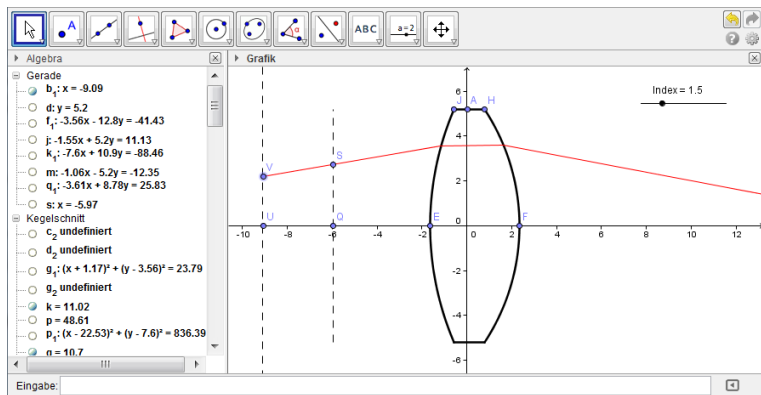 A
ABC
a=2
Algebra
Grafik
Gerade
b₁: x = -9.09
d: y = 5.2
f₁: -3.56x - 12.8y = -41.43
j: -1.55x + 5.2y = 11.13
k₁: -7.6x + 10.9y = -88.46
m: -1.06x - 5.2y = -12.35
q₁: -3.61x + 8.78y = 25.83
s: x = -5.97
Kegelschnitt
c₂ undefiniert
d₂ undefiniert
g₁: (x + 1.17)² + (y - 3.56)² = 23.79
g₂ undefiniert
k = 11.02
p = 48.61
p₁: (x - 22.53)² + (y - 7.6)² = 836.39
q = 10.7
Index = 1.5
J A H
6
4
V S
2
U Q E 0 F
-10 -8 -6 -4 -2 0 2 4 6 8 10 12
-2
-4
-6
Eingabe: